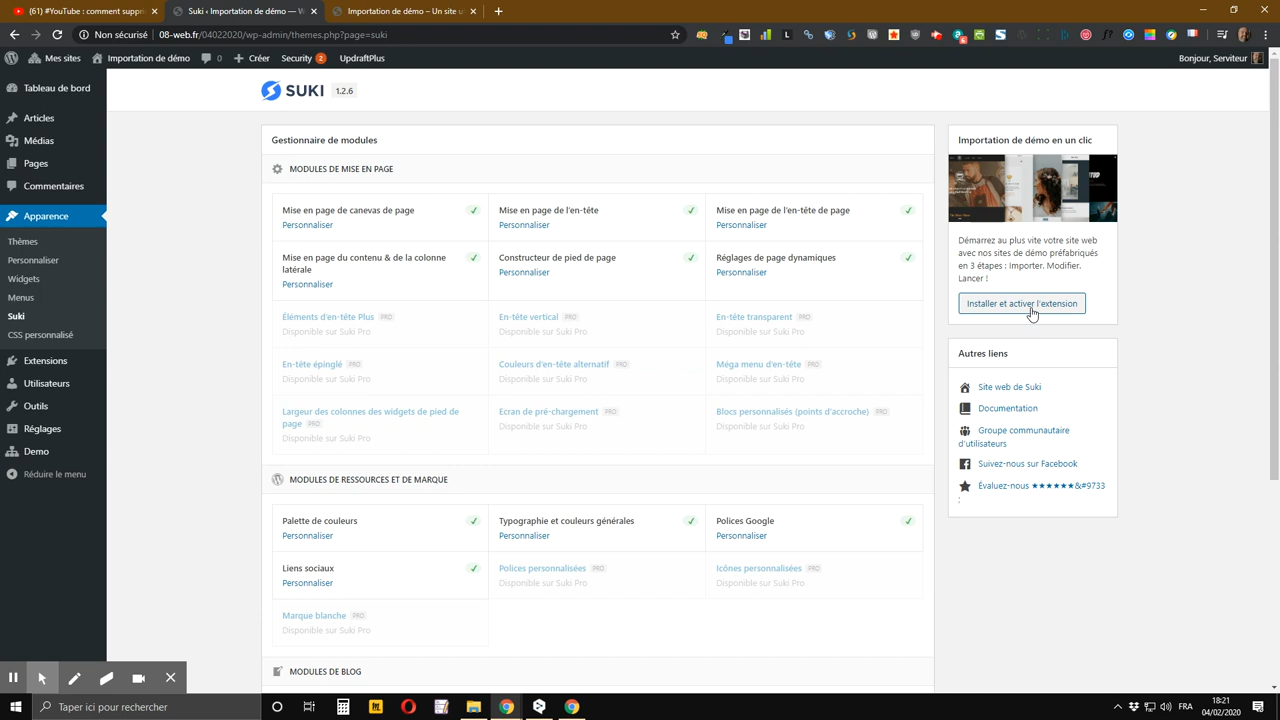 (61) #YouTube : comment supprin
Suki ‹ Importation de démo — W
Importation de démo – Un site u
Non sécurisé
08-web.fr/04022020/wp-admin/themes.php?page=suki
Mes sites
Importation de démo
0
Créer
Security 2
UpdraftPlus
Bonjour, Serviteur
SUKI 1.2.6
Tableau de bord
Articles
Médias
Pages
Commentaires
Apparence
Thèmes
Personnaliser
Widgets
Menus
Suki
CSS personnalisé
Extensions
Utilisateurs
Outils
Réglages
Demo
Réduire le menu
Gestionnaire de modules
MODULES DE MISE EN PAGE
Mise en page de canevas de page
Personnaliser
Mise en page de l'en-tête
Personnaliser
Mise en page de l'en-tête de page
Personnaliser
Mise en page du contenu & de la colonne
latérale
Personnaliser
Constructeur de pied de page
Personnaliser
Réglages de page dynamiques
Personnaliser
Éléments d'en-tête Plus PRO
Disponible sur Suki Pro
En-tête vertical PRO
Disponible sur Suki Pro
En-tête transparent PRO
Disponible sur Suki Pro
En-tête épinglé PRO
Disponible sur Suki Pro
Couleurs d'en-tête alternatif PRO
Disponible sur Suki Pro
Méga menu d'en-tête PRO
Disponible sur Suki Pro
Largeur des colonnes des widgets de pied de
page PRO
Disponible sur Suki Pro
Ecran de pré-chargement PRO
Disponible sur Suki Pro
Blocs personnalisés (points d'accroche) PRO
Disponible sur Suki Pro
MODULES DE RESSOURCES ET DE MARQUE
Palette de couleurs
Personnaliser
Typographie et couleurs générales
Personnaliser
Polices Google
Personnaliser
Liens sociaux
Personnaliser
Polices personnalisées PRO
Disponible sur Suki Pro
Icônes personnalisées PRO
Disponible sur Suki Pro
Marque blanche PRO
Disponible sur Suki Pro
MODULES DE BLOG
Importation de démo en un clic
Démarrez au plus vite votre site web
avec nos sites de démo préfabriqués
en 3 étapes : Importer. Modifier.
Lancer !
Installer et activer l'extension
Autres liens
Site web de Suki
Documentation
Groupe communautaire
d'utilisateurs
Suivez-nous sur Facebook
Évaluez-nous ★★★★★★&#9733
;
Taper ici pour rechercher
FRA
18:21
04/02/2020